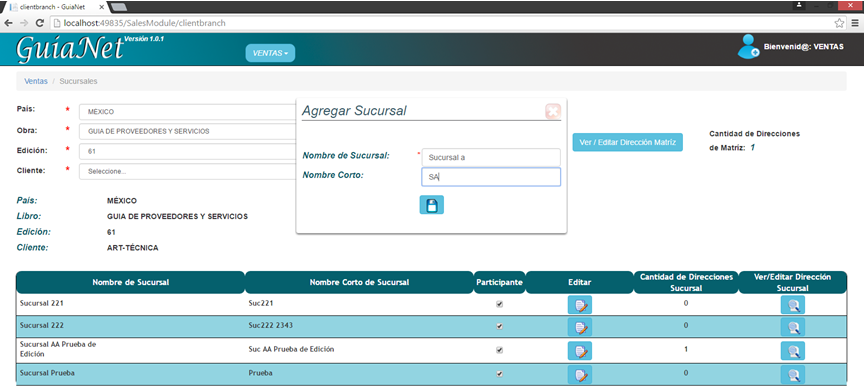 clientbranch - GuiaNet
localhost:49835/SalesModule/clientbranch
GuíaNet Versión 1.0.1
VENTAS
Bienvenid@: VENTAS
Ventas / Sucursales
País: * MEXICO
Obra: * GUIA DE PROVEEDORES Y SERVICIOS
Edición: * 61
Cliente: * Seleccione...
Agregar Sucursal
Nombre de Sucursal: * Sucursal a
Nombre Corto: SA
Ver / Editar Dirección Matríz
Cantidad de Direcciones
de Matriz: 1
País: MÉXICO
Libro: GUIA DE PROVEEDORES Y SERVICIOS
Edición: 61
Cliente: ART-TÉCNICA
Nombre de Sucursal Nombre Corto de Sucursal Participante Editar Cantidad de Direcciones Sucursal Ver/Editar Dirección Sucursal
Sucursal 221 Suc221 0
Sucursal 222 Suc222 2343 0
Sucursal AA Prueba de
Edición Suc AA Prueba de Edición 1
Sucursal Prueba Prueba 0